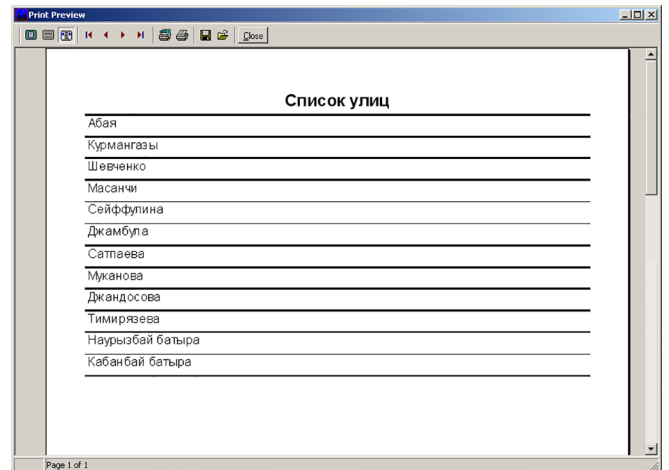 Print Preview
Close
Список улиц
Абая
Курмангазы
Шевченко
Масанчи
Сейффулина
Джамбула
Сатпаева
Муканова
Джандосова
Тимирязева
Наурызбай батыра
Кабанбай батыра
Page 1 of 1